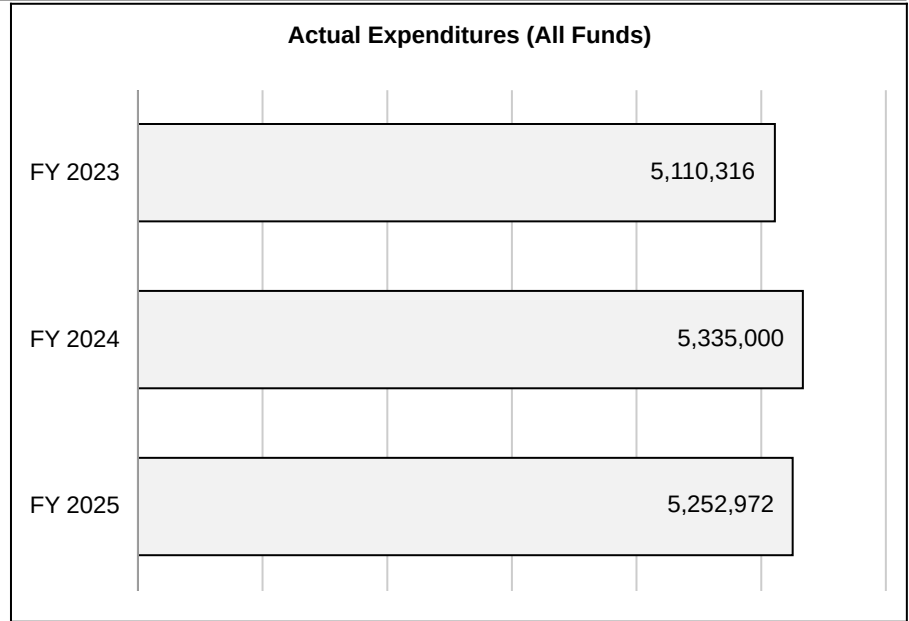 Actual Expenditures (All Funds)
FY 2023 5,110,316
FY 2024 5,335,000
FY 2025 5,252,972